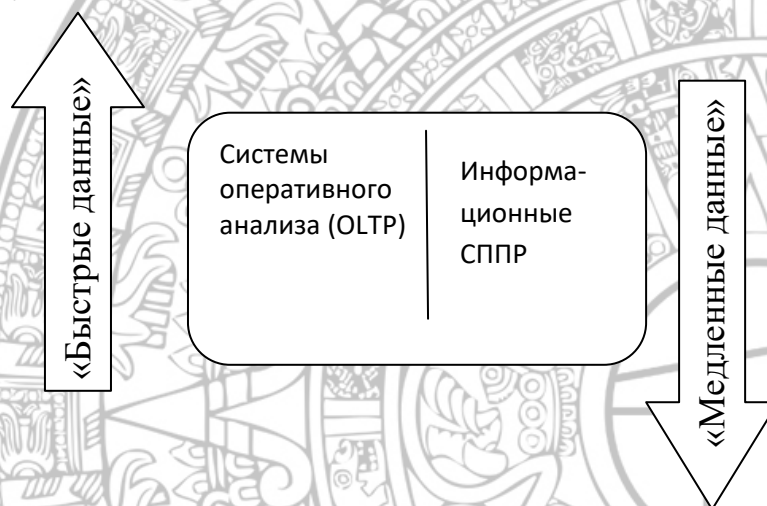 «Быстрые данные»
Системы
оперативного
анализа (OLTP)
Информа-
ционные
СППР
«Медленные данные»